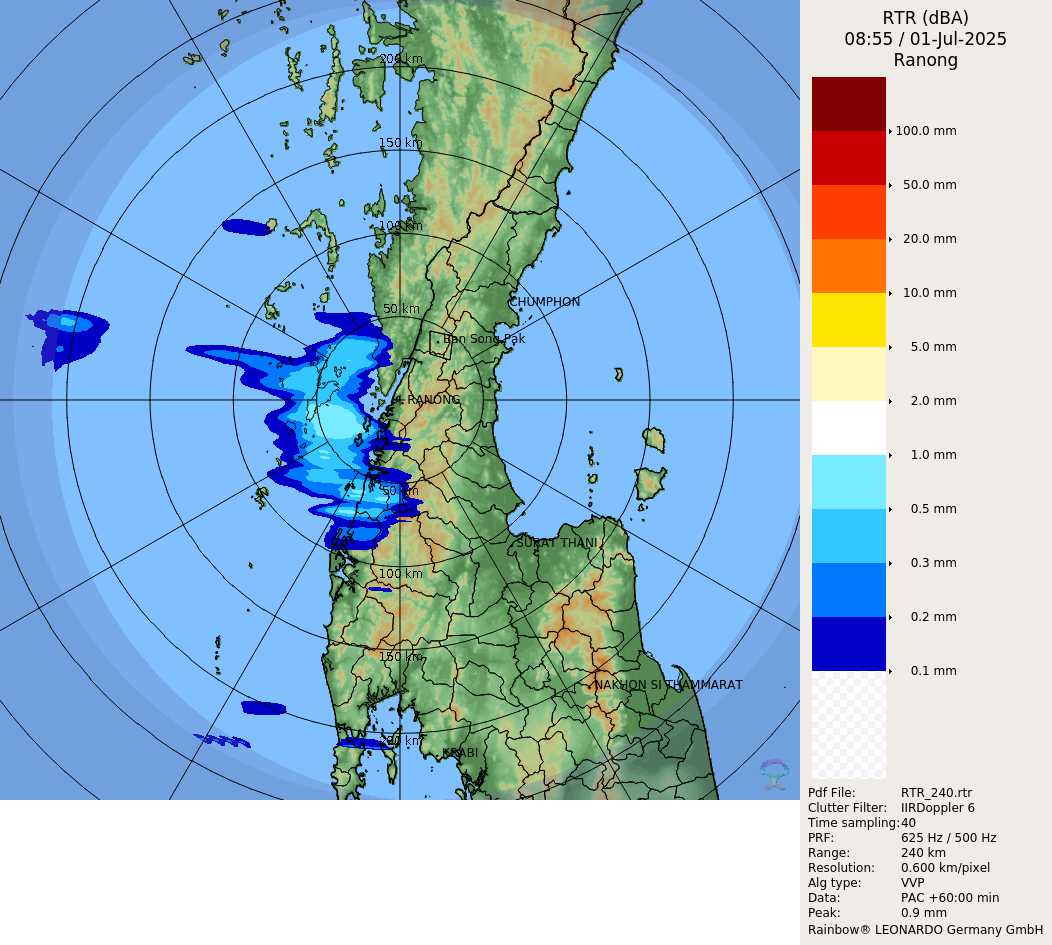 RTR (dBA)
08:55 / 01-Jul-2025
Ranong
200 km
150 km
100 km
50 km
CHUMPHON
Ban Song Pak
RANONG
50 km
SURAT THANI
100 km
150 km
NAKHON SI THAMMARAT
200 km
KRABI
100.0 mm
50.0 mm
20.0 mm
10.0 mm
5.0 mm
2.0 mm
1.0 mm
0.5 mm
0.3 mm
0.2 mm
0.1 mm
Pdf File: RTR_240.rtr
Clutter Filter: IIRDoppler 6
Time sampling:40
PRF: 625 Hz / 500 Hz
Range: 240 km
Resolution: 0.600 km/pixel
Alg type: VVP
Data: PAC +60:00 min
Peak: 0.9 mm
Rainbow® LEONARDO Germany GmbH